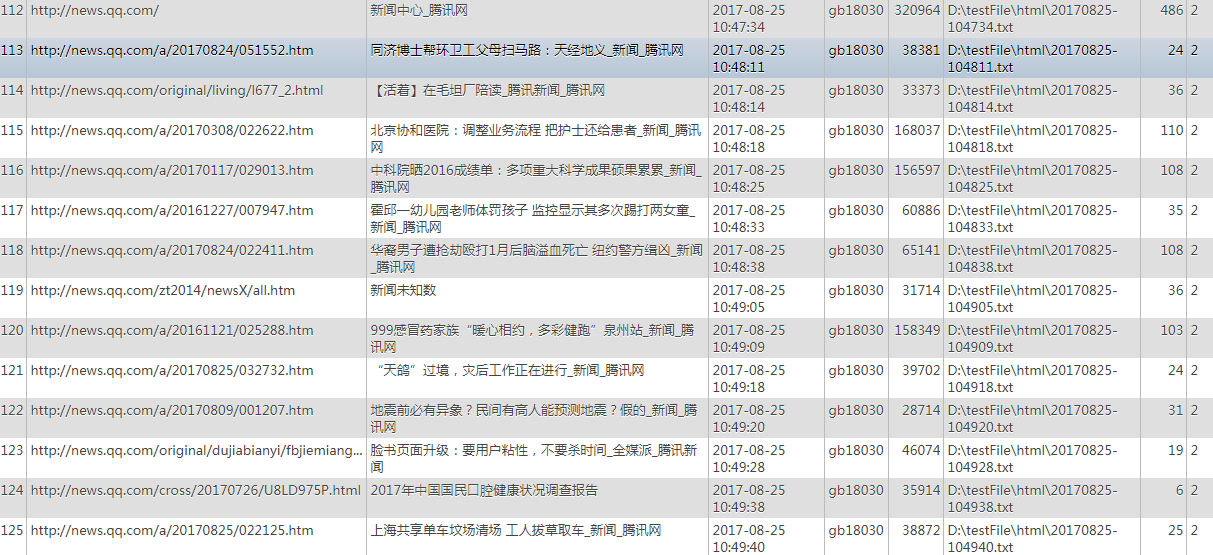 112 http://news.qq.com/ 新闻中心_腾讯网 2017-08-25 gb18030 320964 D:\testFile\html\20170825- 486 2
10:47:34 104734.txt
113 http://news.qq.com/a/20170824/051552.htm 同济博士帮环卫工父母扫马路：天经地义_新闻_腾讯网 2017-08-25 gb18030 38381 D:\testFile\html\20170825- 24 2
10:48:11 104811.txt
114 http://news.qq.com/original/living/l677_2.html 【活着】在毛坦厂陪读_腾讯新闻_腾讯网 2017-08-25 gb18030 33373 D:\testFile\html\20170825- 36 2
10:48:14 104814.txt
115 http://news.qq.com/a/20170308/022622.htm 北京协和医院：调整业务流程 把护士还给患者_新闻_腾讯 2017-08-25 gb18030 168037 D:\testFile\html\20170825- 110 2
网 10:48:18 104818.txt
116 http://news.qq.com/a/20170117/029013.htm 中科院晒2016成绩单：多项重大科学成果硕果累累_新闻_ 2017-08-25 gb18030 156597 D:\testFile\html\20170825- 108 2
腾讯网 10:48:25 104825.txt
117 http://news.qq.com/a/20161227/007947.htm 霍邱一幼儿园老师体罚孩子 监控显示其多次踢打两女童_ 2017-08-25 gb18030 60886 D:\testFile\html\20170825- 35 2
新闻_腾讯网 10:48:33 104833.txt
118 http://news.qq.com/a/20170824/022411.htm 华裔男子遭抢劫殴打1月后脑溢血死亡 纽约警方缉凶_新闻 2017-08-25 gb18030 65141 D:\testFile\html\20170825- 108 2
_腾讯网 10:48:38 104838.txt
119 http://news.qq.com/zt2014/newsX/all.htm 新闻未知数 2017-08-25 gb18030 31714 D:\testFile\html\20170825- 36 2
10:49:05 104905.txt
120 http://news.qq.com/a/20161121/025288.htm 999感冒药家族“暖心相约，多彩健跑”泉州站_新闻_腾 2017-08-25 gb18030 158349 D:\testFile\html\20170825- 103 2
讯网 10:49:09 104909.txt
121 http://news.qq.com/a/20170825/032732.htm “天鸽”过境，灾后工作正在进行_新闻_腾讯网 2017-08-25 gb18030 39702 D:\testFile\html\20170825- 24 2
10:49:18 104918.txt
122 http://news.qq.com/a/20170809/001207.htm 地震前必有异象？民间有高人能预测地震？假的_新闻_腾 2017-08-25 gb18030 28714 D:\testFile\html\20170825- 31 2
讯网 10:49:20 104920.txt
123 http://news.qq.com/original/dujiabianyi/fbjiemiang... 脸书页面升级：要用户粘性，不要杀时间_全媒派_腾讯新 2017-08-25 gb18030 46074 D:\testFile\html\20170825- 19 2
闻 10:49:28 104928.txt
124 http://news.qq.com/cross/20170726/U8LD975P.html 2017年中国国民口腔健康状况调查报告 2017-08-25 gb18030 35914 D:\testFile\html\20170825- 6 2
10:49:38 104938.txt
125 http://news.qq.com/a/20170825/022125.htm 上海共享单车坟场清场 工人拔草取车_新闻_腾讯网 2017-08-25 gb18030 38872 D:\testFile\html\20170825- 25 2
10:49:40 104940.txt